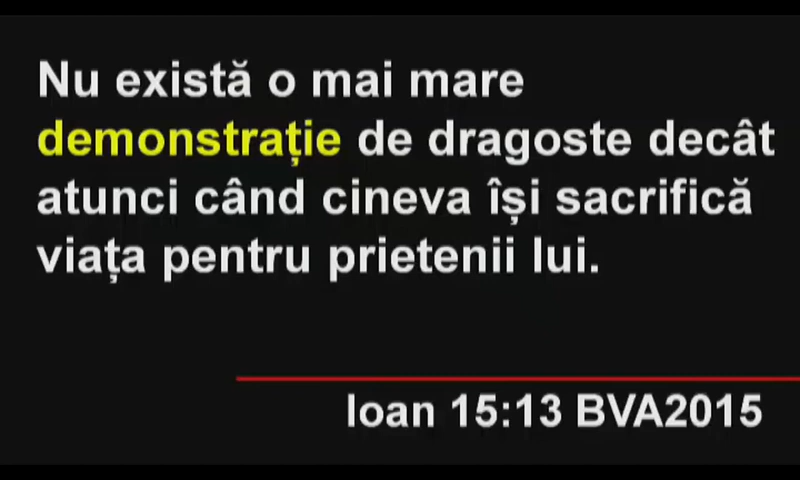 Nu există o mai mare
demonstrație de dragoste decât
atunci când cineva își sacrifică
viața pentru prietenii lui.
Ioan 15:13 BVA2015